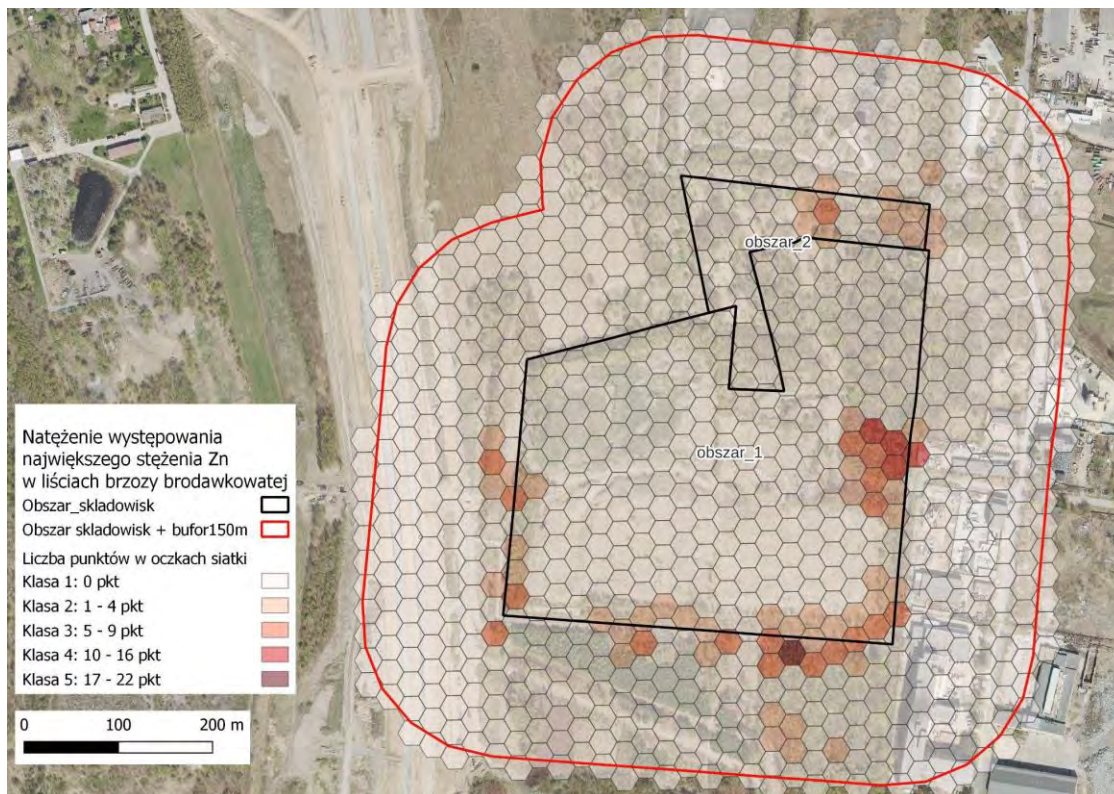 obszar_2
obszar_1
Natężenie występowania
największego stężenia Zn
w liściach brzozy brodawkowatej
Obszar_skladowisk
Obszar skladowisk + bufor150m
Liczba punktów w oczkach siatki
Klasa 1: 0 pkt
Klasa 2: 1 - 4 pkt
Klasa 3: 5 - 9 pkt
Klasa 4: 10 - 16 pkt
Klasa 5: 17 - 22 pkt
0 100 200 m